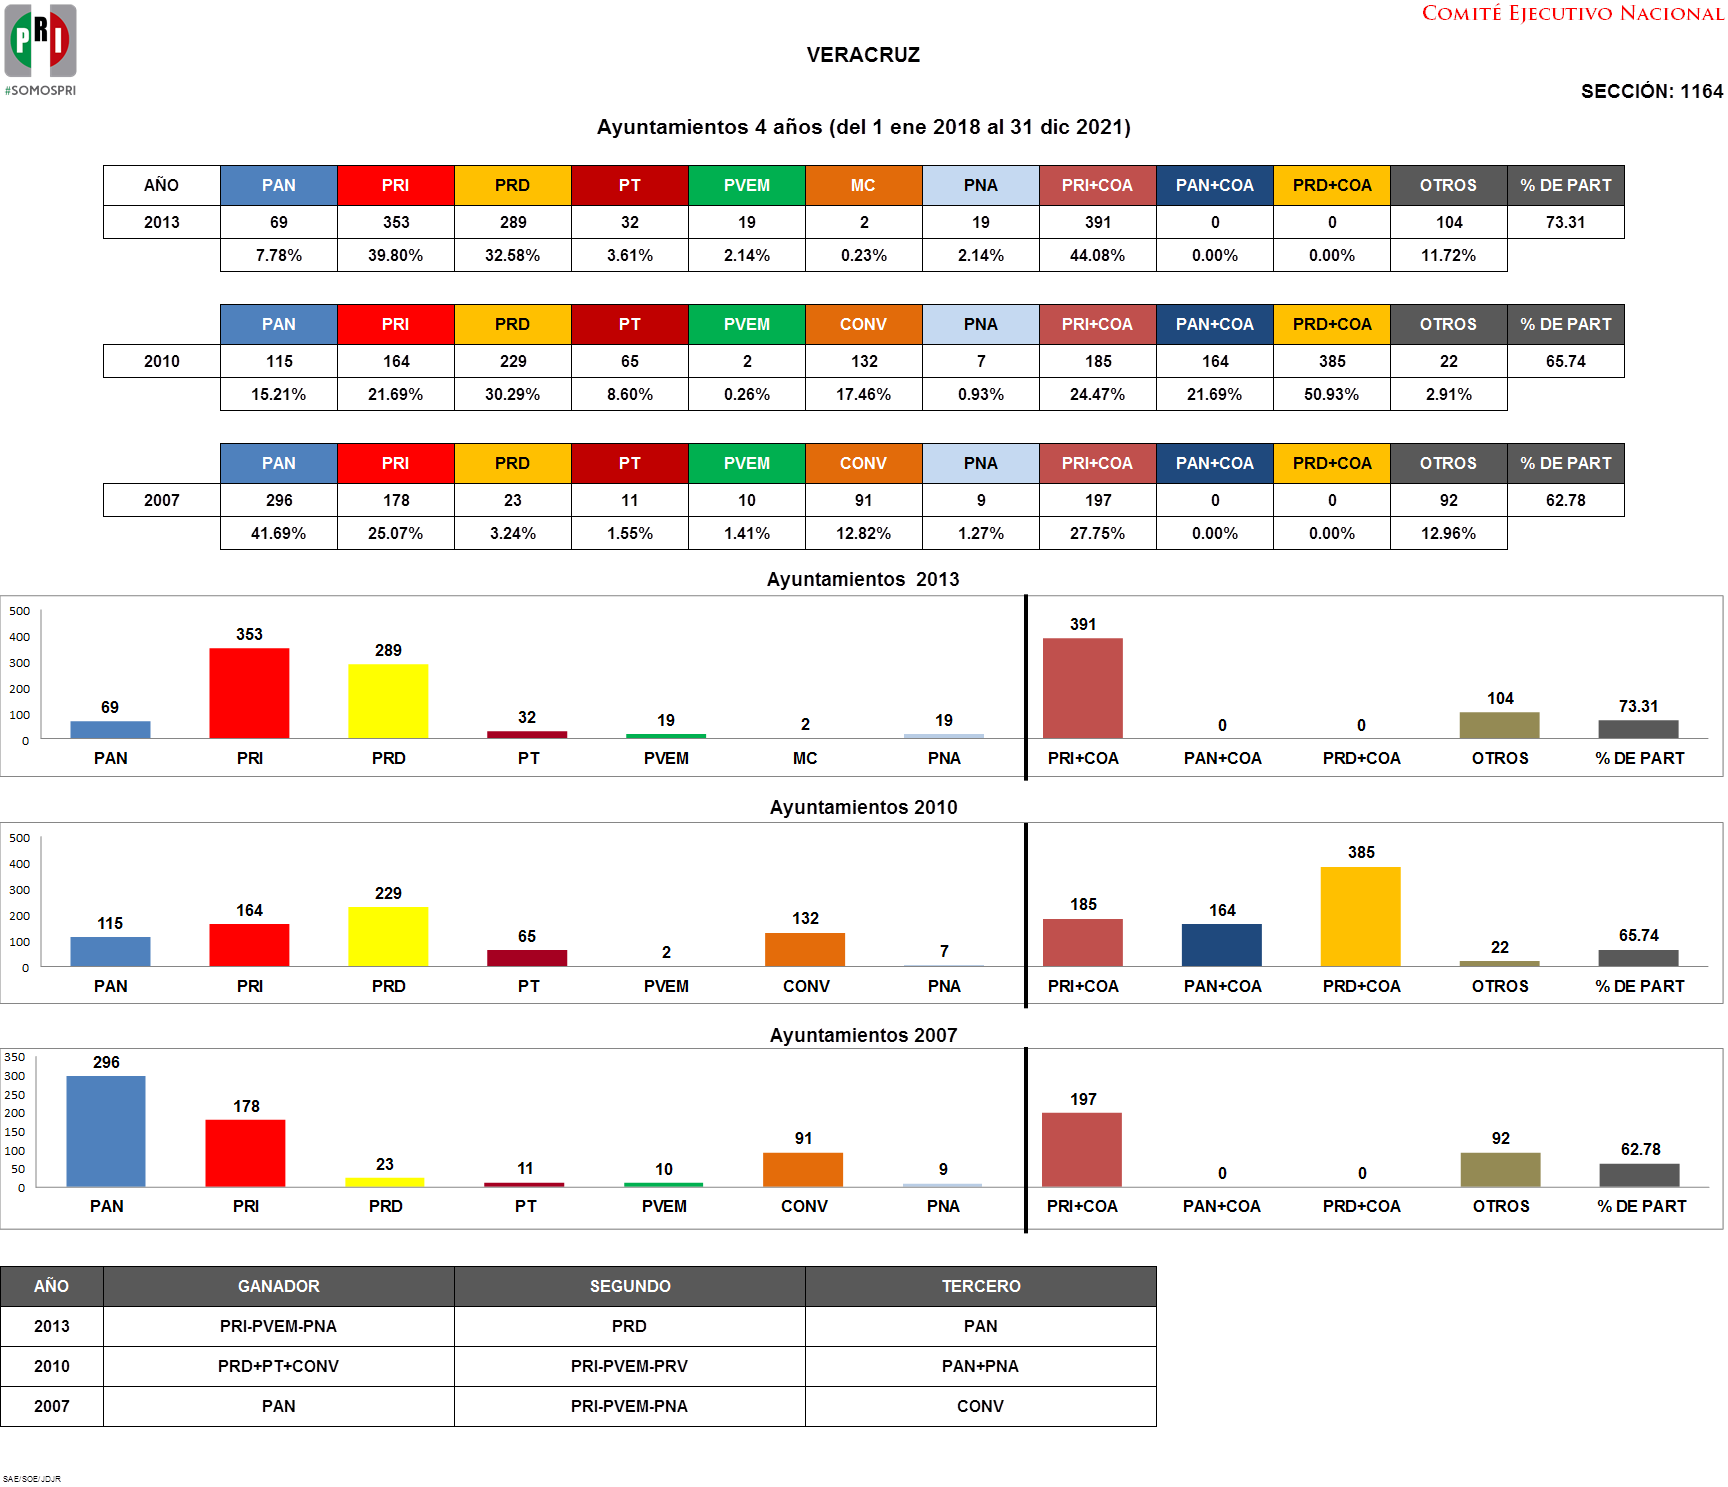 PRI
#SOMOSPRI
COMITÉ EJECUTIVO NACIONAL
VERACRUZ
SECCIÓN: 1164
Ayuntamientos 4 años (del 1 ene 2018 al 31 dic 2021)
AÑO PAN PRI PRD PT PVEM MC PNA PRI+COA PAN+COA PRD+COA OTROS % DE PART
2013 69 353 289 32 19 2 19 391 0 0 104 73.31
7.78% 39.80% 32.58% 3.61% 2.14% 0.23% 2.14% 44.08% 0.00% 0.00% 11.72%
PAN PRI PRD PT PVEM CONV PNA PRI+COA PAN+COA PRD+COA OTROS % DE PART
2010 115 164 229 65 2 132 7 185 164 385 22 65.74
15.21% 21.69% 30.29% 8.60% 0.26% 17.46% 0.93% 24.47% 21.69% 50.93% 2.91%
PAN PRI PRD PT PVEM CONV PNA PRI+COA PAN+COA PRD+COA OTROS % DE PART
2007 296 178 23 11 10 91 9 197 0 0 92 62.78
41.69% 25.07% 3.24% 1.55% 1.41% 12.82% 1.27% 27.75% 0.00% 0.00% 12.96%
Ayuntamientos 2013
500
400
300
200
100
0
69 353 289 32 19 2 19 391 0 0 104 73.31
PAN PRI PRD PT PVEM MC PNA PRI+COA PAN+COA PRD+COA OTROS % DE PART
Ayuntamientos 2010
500
400
300
200
100
0
115 164 229 65 2 132 7 185 164 385 22 65.74
PAN PRI PRD PT PVEM CONV PNA PRI+COA PAN+COA PRD+COA OTROS % DE PART
Ayuntamientos 2007
350
300
250
200
150
100
50
0
296 178 23 11 10 91 9 197 0 0 92 62.78
PAN PRI PRD PT PVEM CONV PNA PRI+COA PAN+COA PRD+COA OTROS % DE PART
AÑO GANADOR SEGUNDO TERCERO
2013 PRI-PVEM-PNA PRD PAN
2010 PRD+PT+CONV PRI-PVEM-PRV PAN+PNA
2007 PAN PRI-PVEM-PNA CONV
SAE/SOE/JDJR